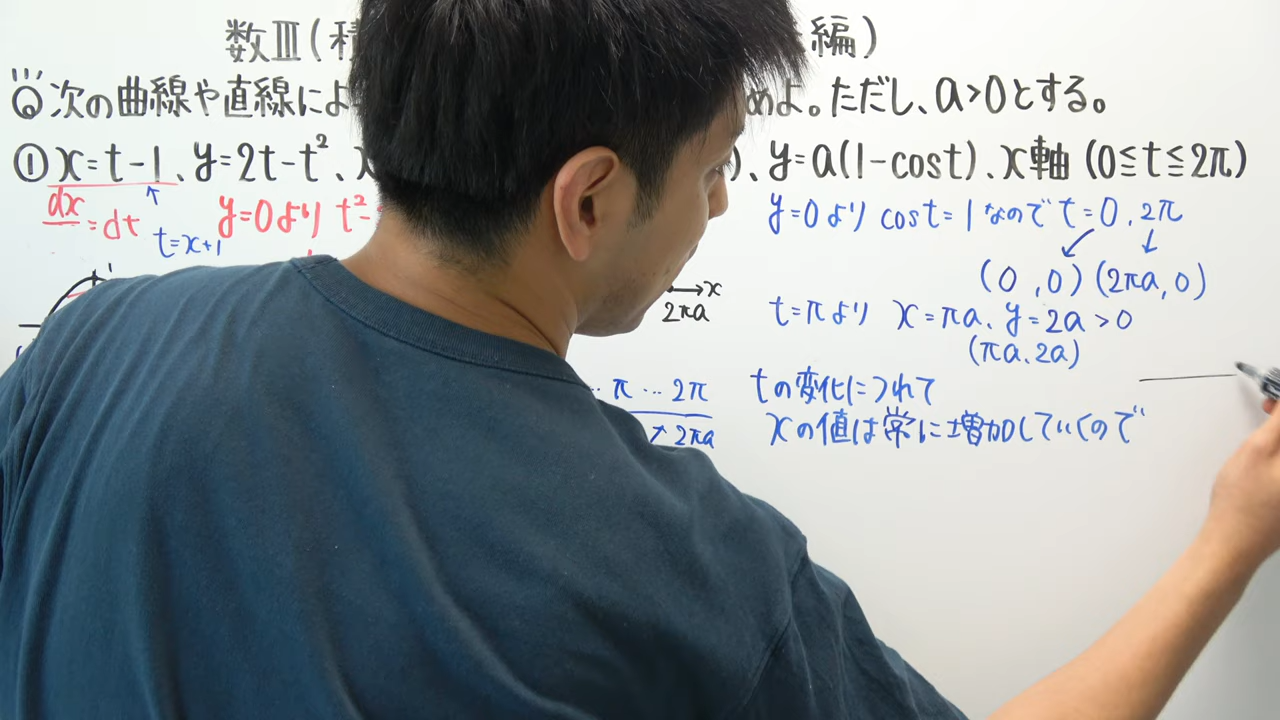 数Ⅲ(積 編)
Q 次の曲線や直線によ めよ。ただし、a>0とする。
① x=t-1、y=2t-t²、x )、y=a(1-cost)、x軸 (0≦t≦2π)
dx=dt
t=x+1
y=0より t²-
y=0より cost=1なので t=0,2π
(0,0) (2πa,0)
x
2πa
t=πより x=πa、y=2a>0
(πa,2a)
… π … 2π
↗ 2πa
tの変化につれて
xの値は常に増加していくので